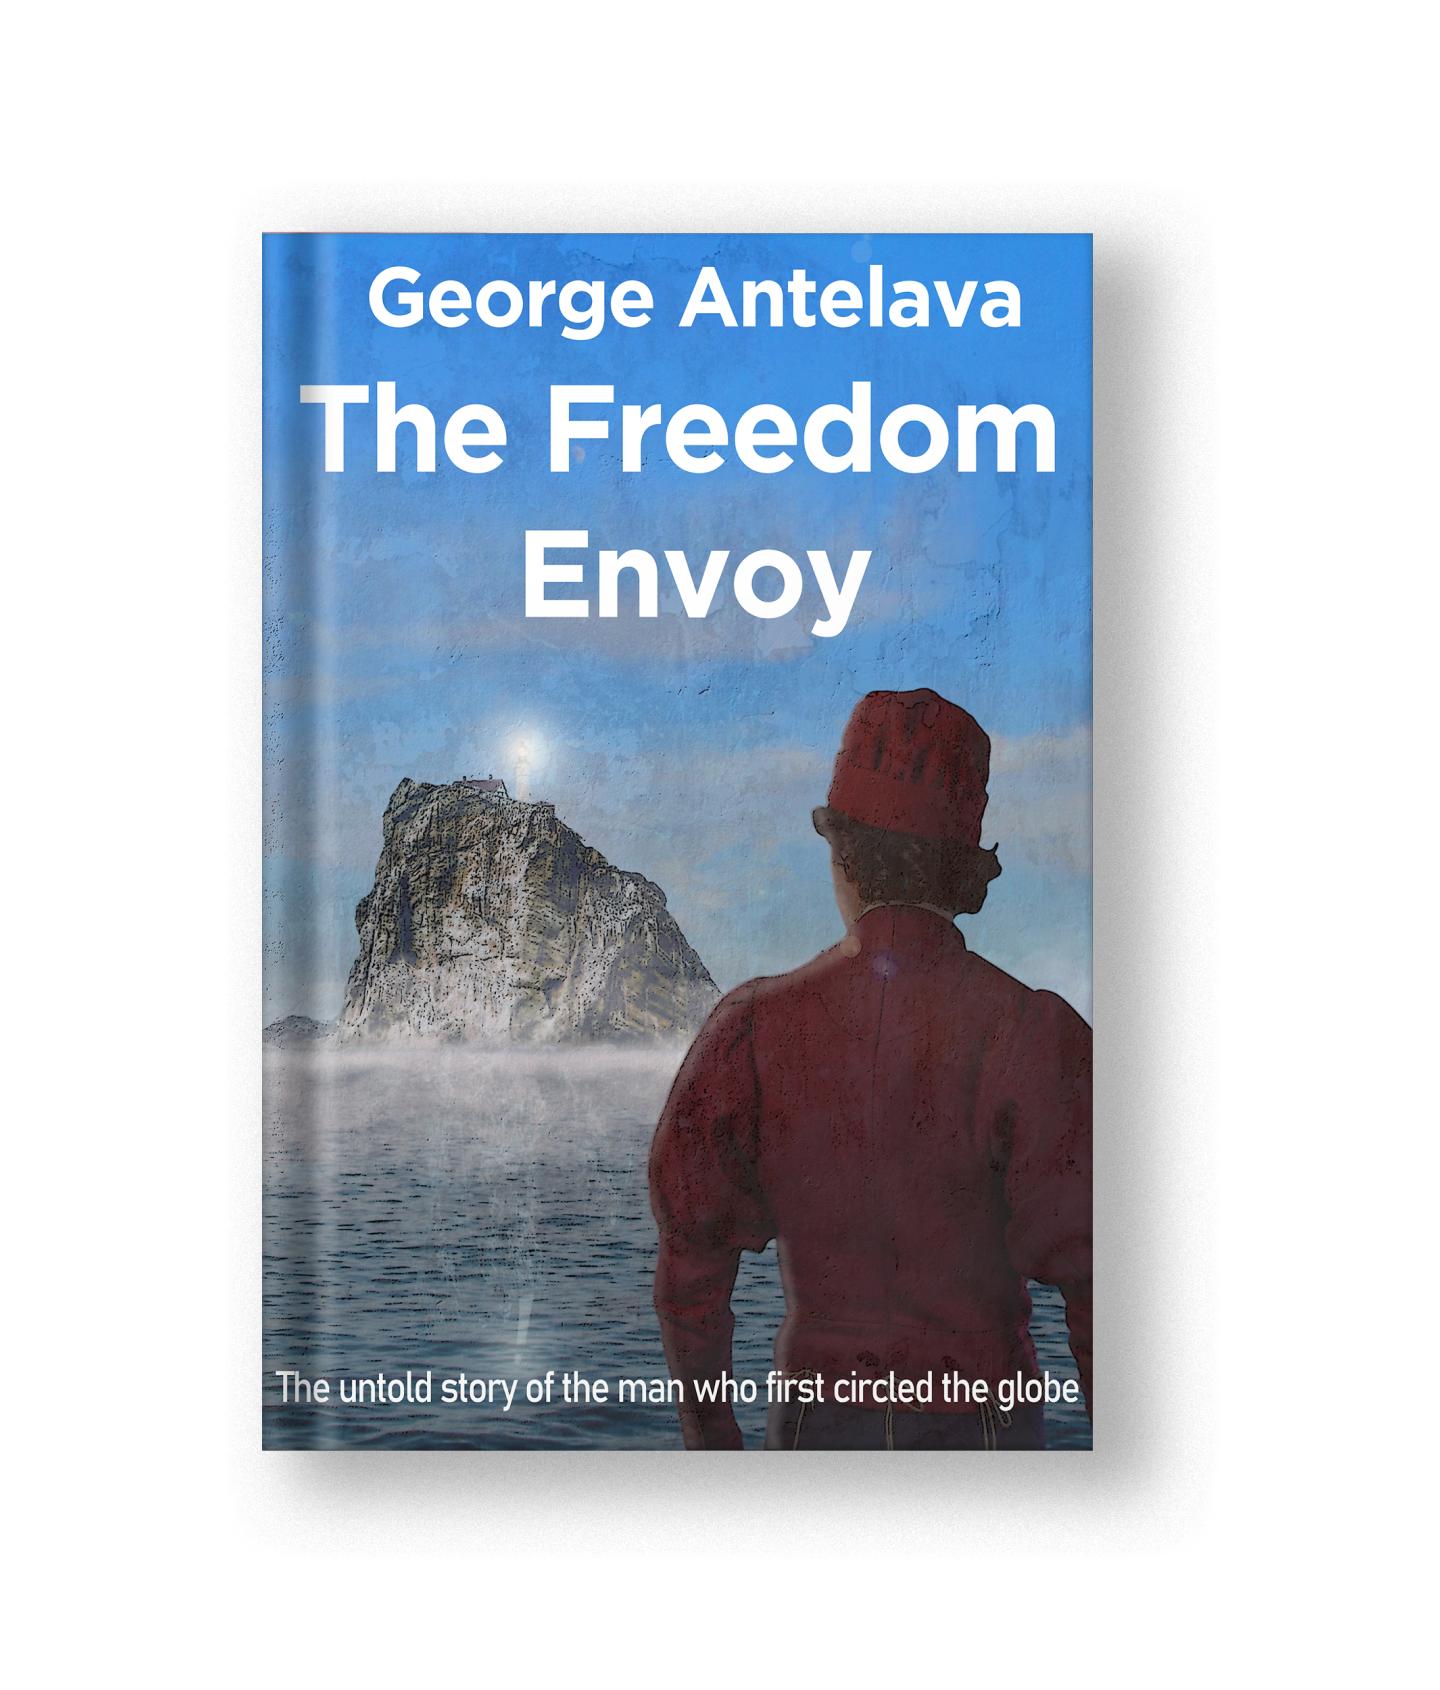 George Antelava
The Freedom
Envoy
The untold story of the man who first circled the globe